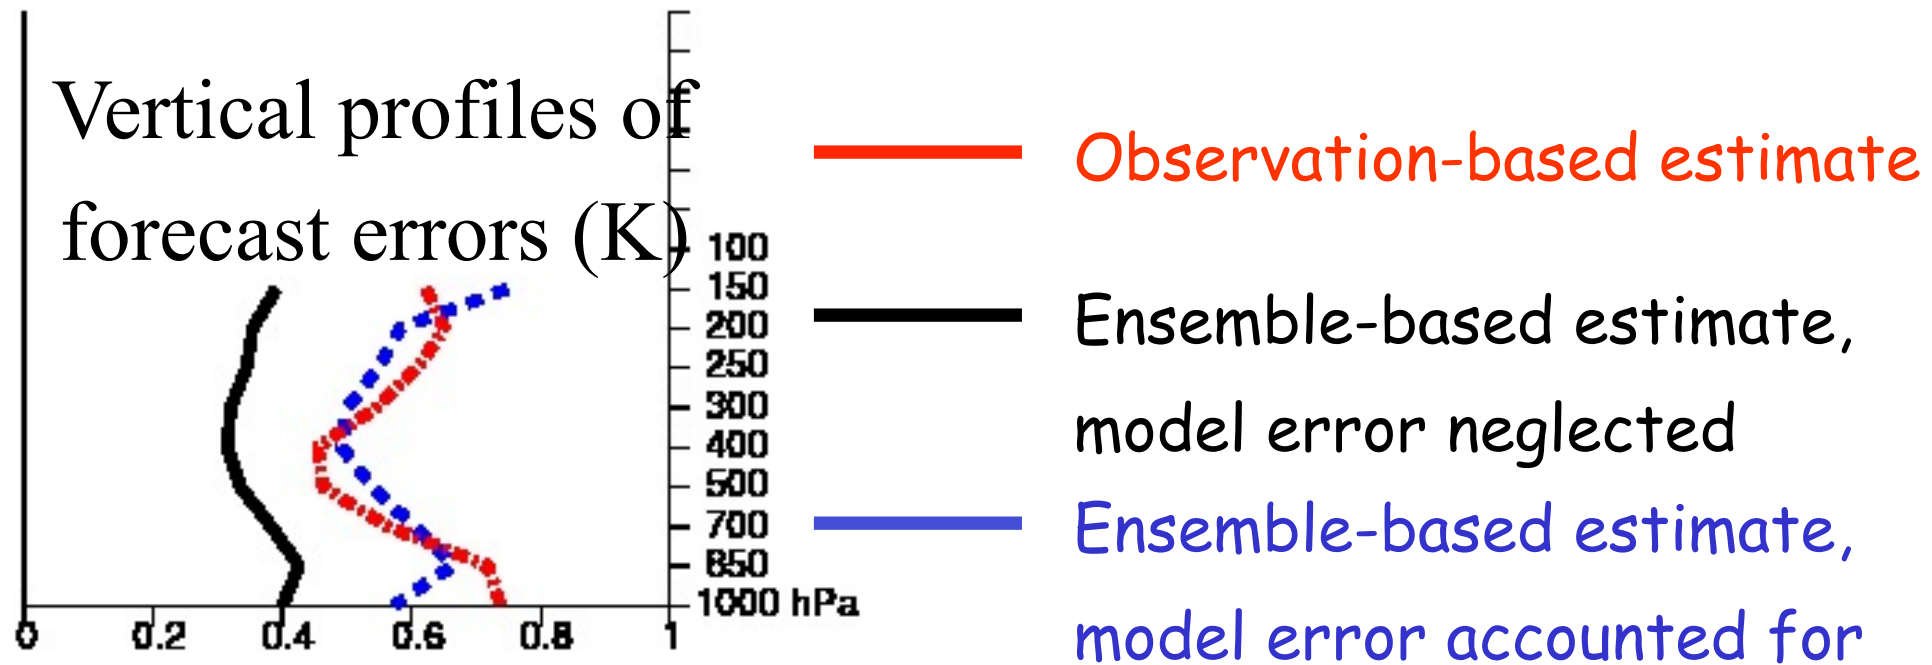 Vertical profiles of
forecast errors (K)
100
150
200
250
300
400
500
700
850
1000 hPa
0 0.2 0.4 0.6 0.8 1
Observation-based estimate
Ensemble-based estimate,
model error neglected
Ensemble-based estimate,
model error accounted for